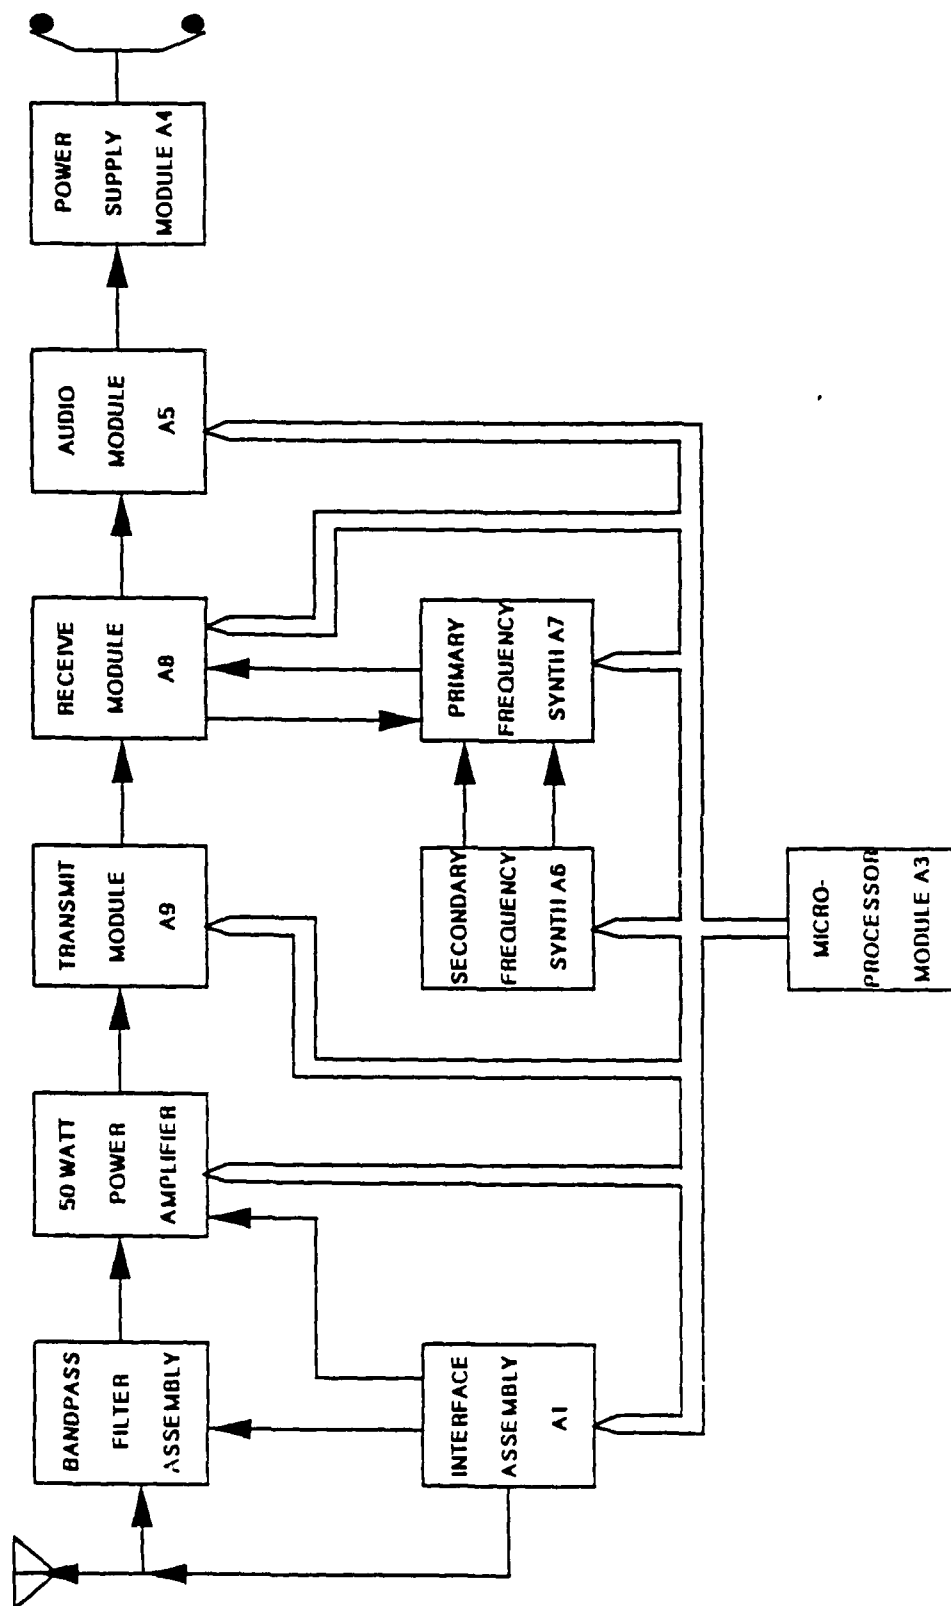 BANDPASS
FILTER
ASSEMBLY
50 WATT
POWER
AMPLIFIER
TRANSMIT
MODULE
A9
RECEIVE
MODULE
A8
AUDIO
MODULE
A5
POWER
SUPPLY
MODULE A4
INTERFACE
ASSEMBLY
A1
SECONDARY
FREQUENCY
SYNTH A6
PRIMARY
FREQUENCY
SYNTH A7
MICRO-
PROCESSOR
MODULE A3